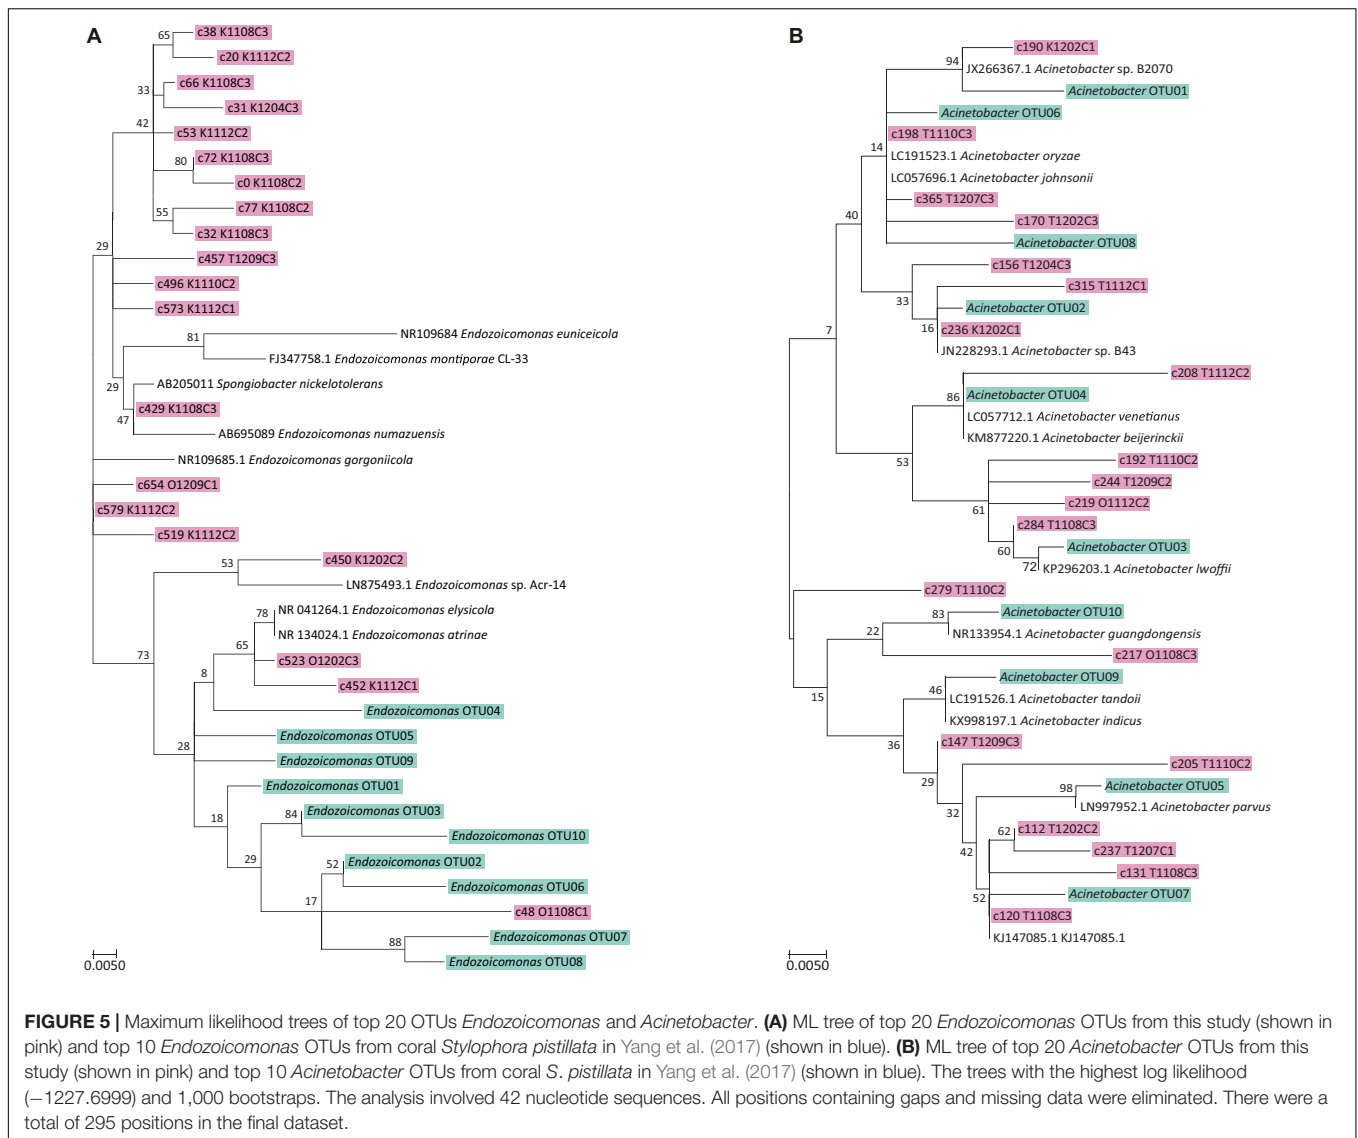 A
c38 K1108C3
65
c20 K1112C2
c66 K1108C3
33
c31 K1204C3
42
c53 K1112C2
c72 K1108C3
80
c0 K1108C2
c77 K1108C2
55
c32 K1108C3
29
c457 T1209C3
c496 K1110C2
c573 K1112C1
NR109684 Endozoicomonas euniceicola
81
FJ347758.1 Endozoicomonas montiporae CL-33
29
AB205011 Spongiobacter nickelotolerans
c429 K1108C3
47
AB695089 Endozoicomonas numazuensis
NR109685.1 Endozoicomonas gorgoniicola
c654 O1209C1
c579 K1112C2
c519 K1112C2
c450 K1202C2
53
LN875493.1 Endozoicomonas sp. Acr-14
NR 041264.1 Endozoicomonas elysicola
78
NR 134024.1 Endozoicomonas atrinae
65
73
c523 O1202C3
c452 K1112C1
8
Endozoicomonas OTU04
Endozoicomonas OTU05
28
Endozoicomonas OTU09
Endozoicomonas OTU01
18
Endozoicomonas OTU03
84
Endozoicomonas OTU10
29
Endozoicomonas OTU02
52
Endozoicomonas OTU06
17
c48 O1108C1
Endozoicomonas OTU07
88
Endozoicomonas OTU08
0.0050
B
c190 K1202C1
94
JX266367.1 Acinetobacter sp. B2070
Acinetobacter OTU01
Acinetobacter OTU06
c198 T1110C3
14
LC191523.1 Acinetobacter oryzae
LC057696.1 Acinetobacter johnsonii
c365 T1207C3
40
c170 T1202C3
Acinetobacter OTU08
c156 T1204C3
c315 T1112C1
33
Acinetobacter OTU02
7
16
c236 K1202C1
JN228293.1 Acinetobacter sp. B43
c208 T1112C2
86
Acinetobacter OTU04
LC057712.1 Acinetobacter venetianus
KM877220.1 Acinetobacter beijerinckii
53
c192 T1110C2
c244 T1209C2
c219 O1112C2
61
c284 T1108C3
60
Acinetobacter OTU03
72
KP296203.1 Acinetobacter lwoffii
c279 T1110C2
Acinetobacter OTU10
83
NR133954.1 Acinetobacter guangdongensis
22
c217 O1108C3
Acinetobacter OTU09
46
15
LC191526.1 Acinetobacter tandoii
KX998197.1 Acinetobacter indicus
36
c147 T1209C3
c205 T1110C2
29
Acinetobacter OTU05
98
LN997952.1 Acinetobacter parvus
32
c112 T1202C2
62
c237 T1207C1
42
c131 T1108C3
Acinetobacter OTU07
52
c120 T1108C3
KJ147085.1 KJ147085.1
0.0050
FIGURE 5 | Maximum likelihood trees of top 20 OTUs Endozoicomonas and Acinetobacter. (A) ML tree of top 20 Endozoicomonas OTUs from this study (shown in
pink) and top 10 Endozoicomonas OTUs from coral Stylophora pistillata in Yang et al. (2017) (shown in blue). (B) ML tree of top 20 Acinetobacter OTUs from this
study (shown in pink) and top 10 Acinetobacter OTUs from coral S. pistillata in Yang et al. (2017) (shown in blue). The trees with the highest log likelihood
(−1227.6999) and 1,000 bootstraps. The analysis involved 42 nucleotide sequences. All positions containing gaps and missing data were eliminated. There were a
total of 295 positions in the final dataset.